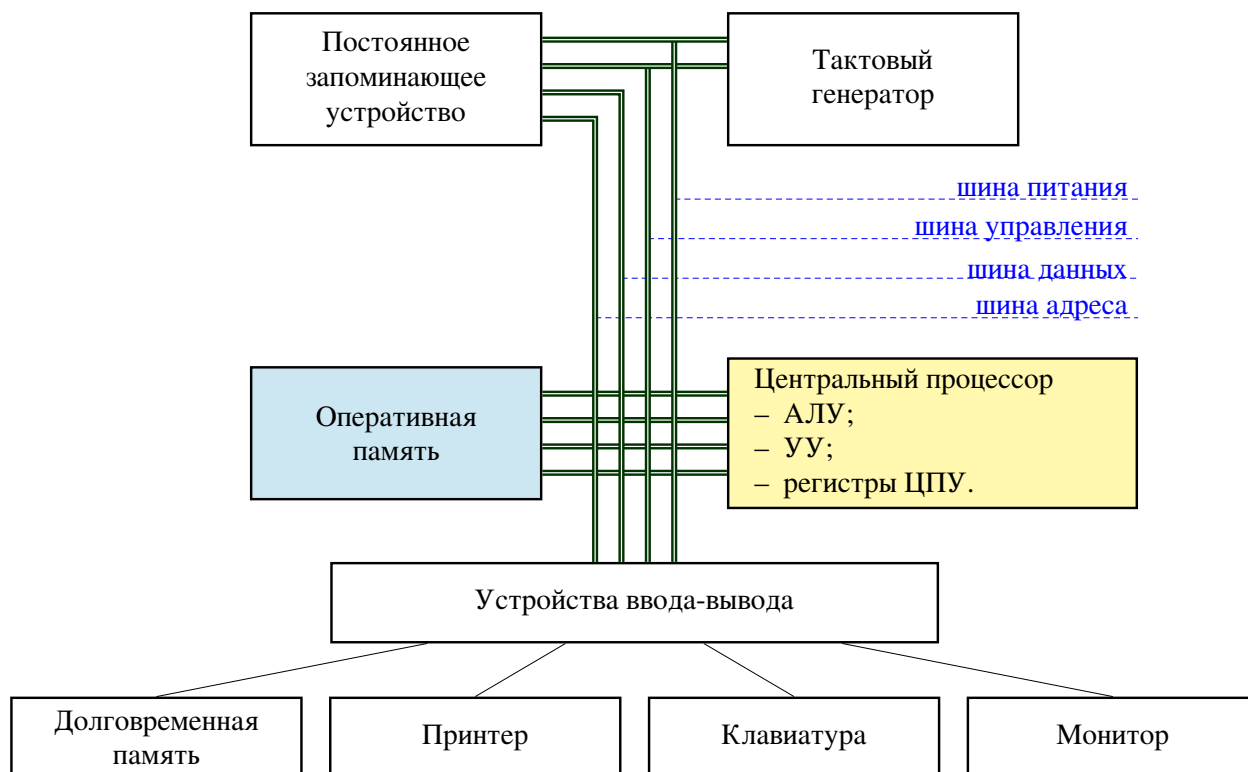 Постоянное
запоминающее
устройство
Тактовый
генератор
шина питания
шина управления
шина данных
шина адреса
Оперативная
память
Центральный процессор
– АЛУ;
– УУ;
– регистры ЦПУ.
Устройства ввода-вывода
Долговременная
память
Принтер
Клавиатура
Монитор